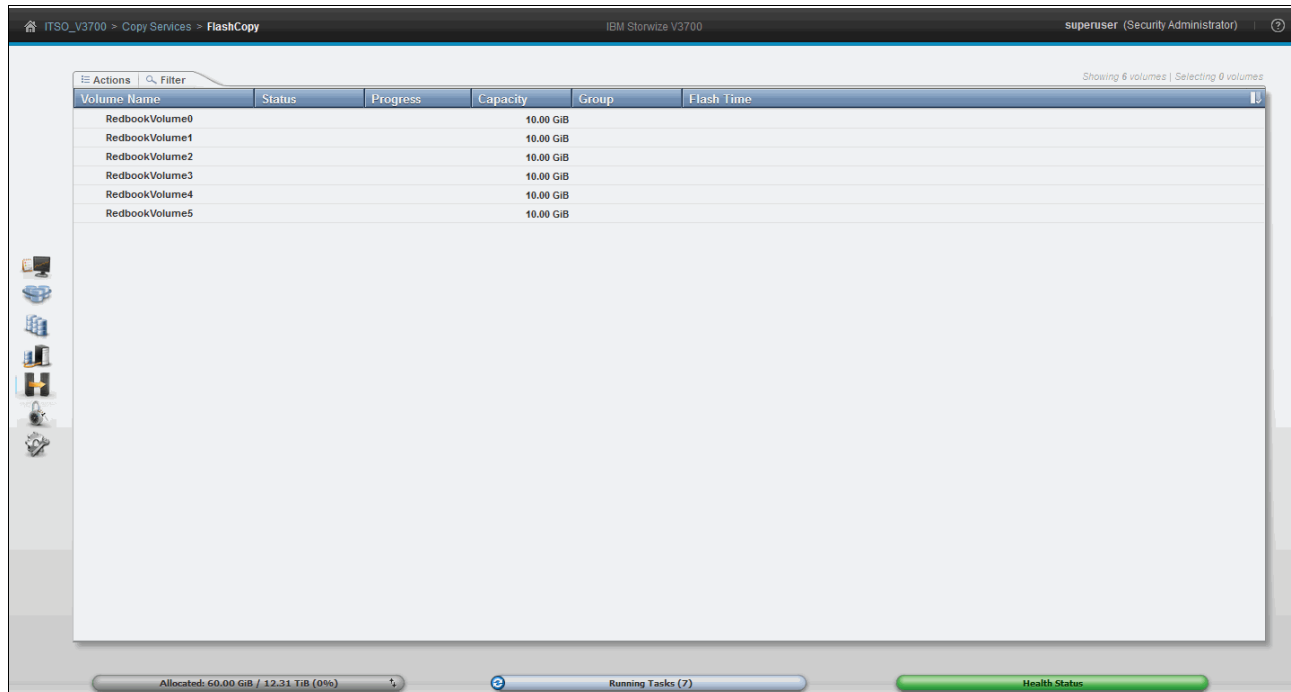 ITSO_V3700 > Copy Services > FlashCopy IBM Storwize V3700 superuser (Security Administrator) ?
Actions Filter Showing 6 volumes | Selecting 0 volumes
Volume Name Status Progress Capacity Group Flash Time
RedbookVolume0 10.00 GiB
RedbookVolume1 10.00 GiB
RedbookVolume2 10.00 GiB
RedbookVolume3 10.00 GiB
RedbookVolume4 10.00 GiB
RedbookVolume5 10.00 GiB
Allocated: 60.00 GiB / 12.31 TiB (0%) Running Tasks (7) Health Status